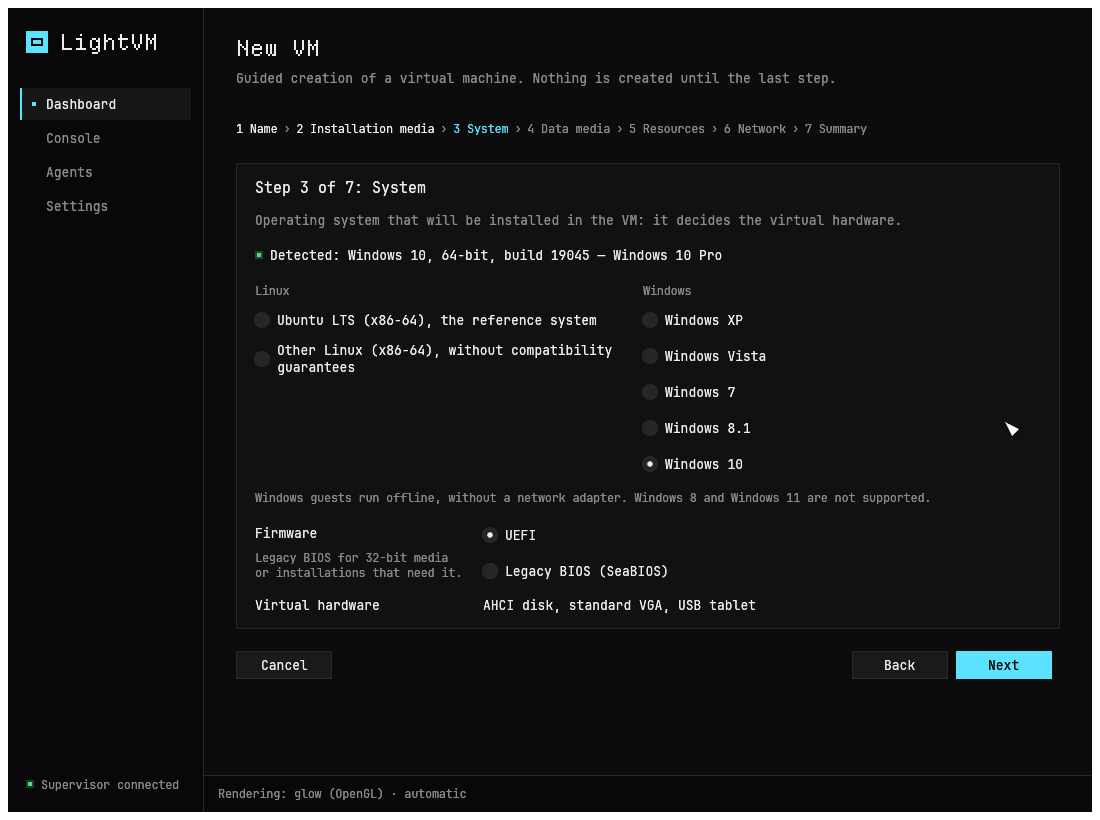 LightVM
Dashboard
Console
Agents
Settings
Supervisor connected
New VM
Guided creation of a virtual machine. Nothing is created until the last step.
1 Name › 2 Installation media › 3 System › 4 Data media › 5 Resources › 6 Network › 7 Summary
Step 3 of 7: System
Operating system that will be installed in the VM: it decides the virtual hardware.
Detected: Windows 10, 64-bit, build 19045 — Windows 10 Pro
Linux
Ubuntu LTS (x86-64), the reference system
Other Linux (x86-64), without compatibility
guarantees
Windows
Windows XP
Windows Vista
Windows 7
Windows 8.1
Windows 10
Windows guests run offline, without a network adapter. Windows 8 and Windows 11 are not supported.
Firmware
Legacy BIOS for 32-bit media
or installations that need it.
UEFI
Legacy BIOS (SeaBIOS)
Virtual hardware
AHCI disk, standard VGA, USB tablet
Cancel
Back
Next
Rendering: glow (OpenGL) · automatic